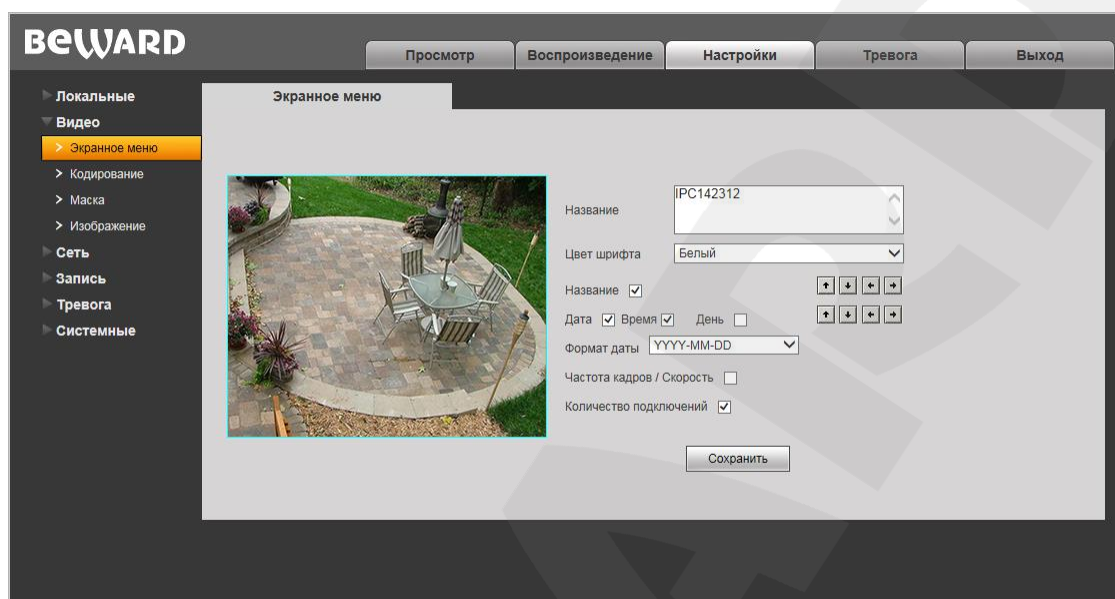 BEWARD
Просмотр Воспроизведение Настройки Тревога Выход
Локальные
Видео
Экранное меню
Кодирование
Маска
Изображение
Сеть
Запись
Тревога
Системные
Экранное меню
Название IPC142312
Цвет шрифта Белый
Название
Дата Время День
Формат даты YYYY-MM-DD
Частота кадров / Скорость
Количество подключений
Сохранить